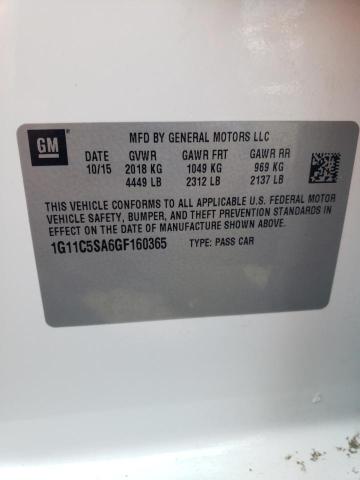 GM
MFD BY GENERAL MOTORS LLC
DATE GVWR GAWR FRT GAWR RR
10/15 2018 KG 1049 KG 969 KG
4449 LB 2312 LB 2137 LB
THIS VEHICLE CONFORMS TO ALL APPLICABLE U.S. FEDERAL MOTOR
VEHICLE SAFETY, BUMPER, AND THEFT PREVENTION STANDARDS IN
EFFECT ON THE DATE OF MANUFACTURE SHOWN ABOVE.
1G11C5SA6GF160365 TYPE: PASS CAR